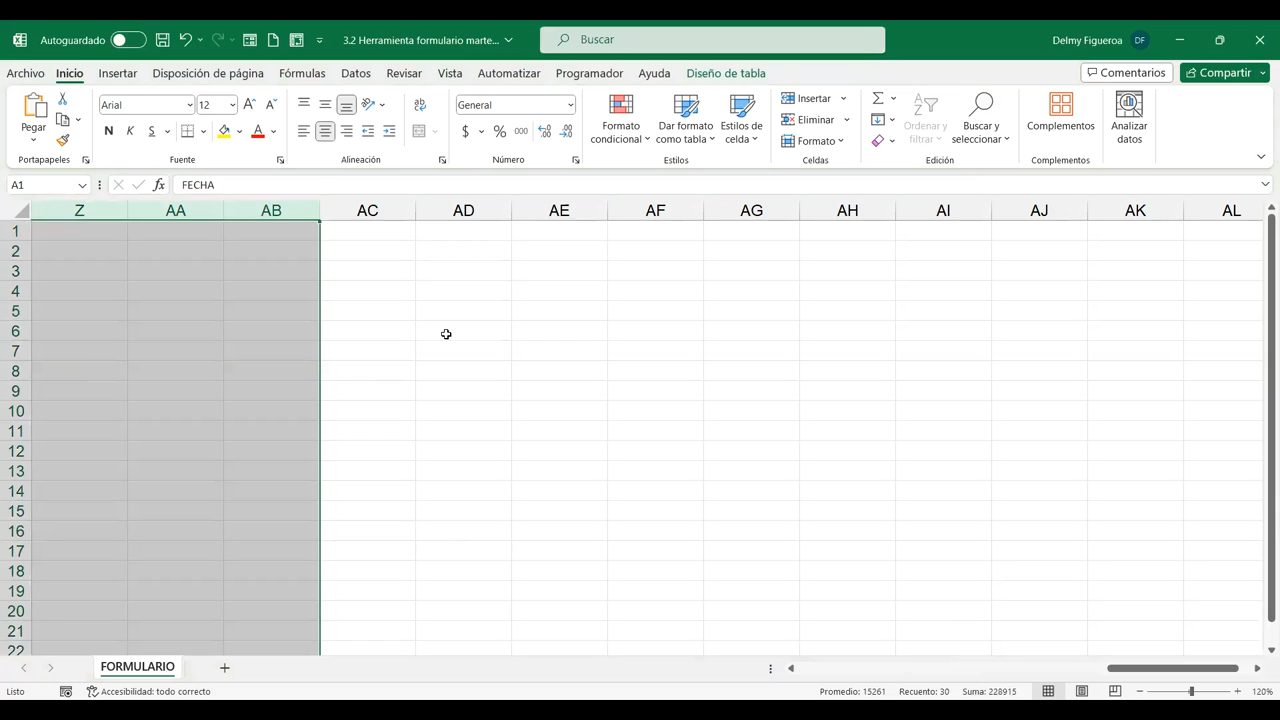 Autoguardado 3.2 Herramienta formulario marte... Buscar Delmy Figueroa DF
Archivo Inicio Insertar Disposición de página Fórmulas Datos Revisar Vista Automatizar Programador Ayuda Diseño de tabla Comentarios Compartir
Pegar
Portapapeles
Arial 12
N K S A
Fuente
ab
Alineación
General
$ % 000
Número
Formato condicional
Dar formato como tabla
Estilos de celda
Estilos
Insertar
Eliminar
Formato
Celdas
Ordenar y filtrar
Buscar y seleccionar
Edición
Complementos
Complementos
Analizar datos
A1 fx FECHA
Z AA AB AC AD AE AF AG AH AI AJ AK AL
1
2
3
4
5
6
7
8
9
10
11
12
13
14
15
16
17
18
19
20
21
22
FORMULARIO
Listo Accesibilidad: todo correcto Promedio: 15261 Recuento: 30 Suma: 228915 120%